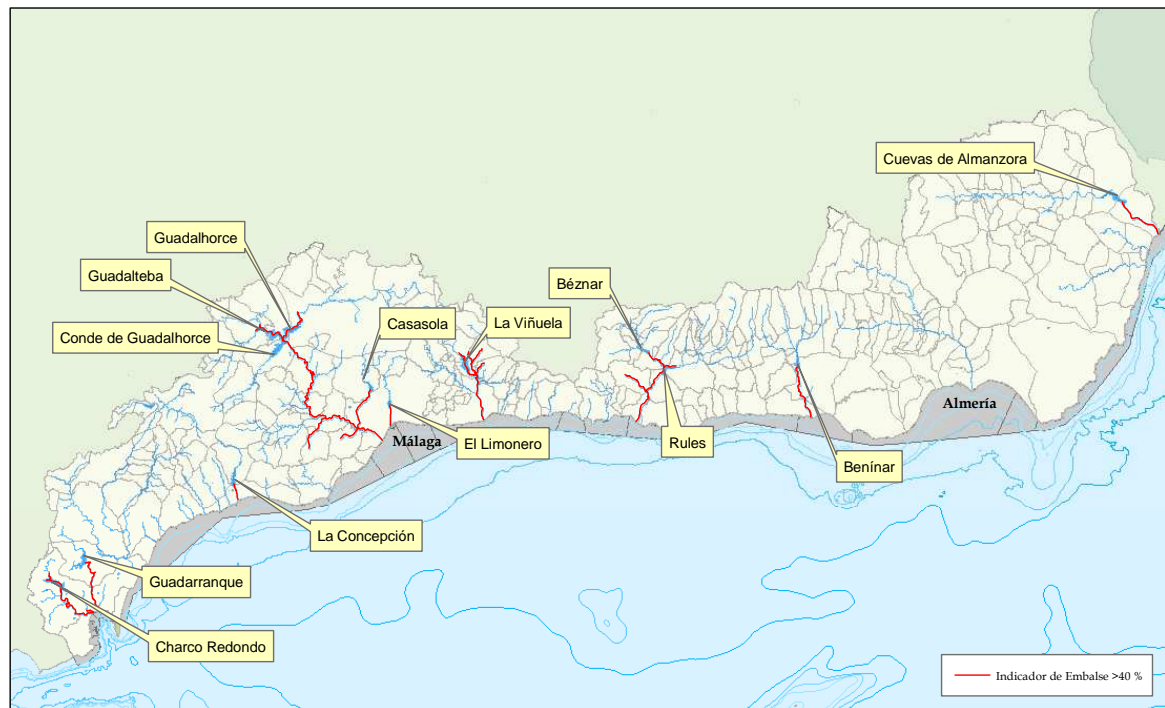 Cuevas de Almanzora
Guadalhorce
Guadalteba
Béznar
Casasola
La Viñuela
Conde de Guadalhorce
Almería
Málaga
El Limonero
Rules
Benínar
La Concepción
Guadarranque
Charco Redondo
Indicador de Embalse >40 %